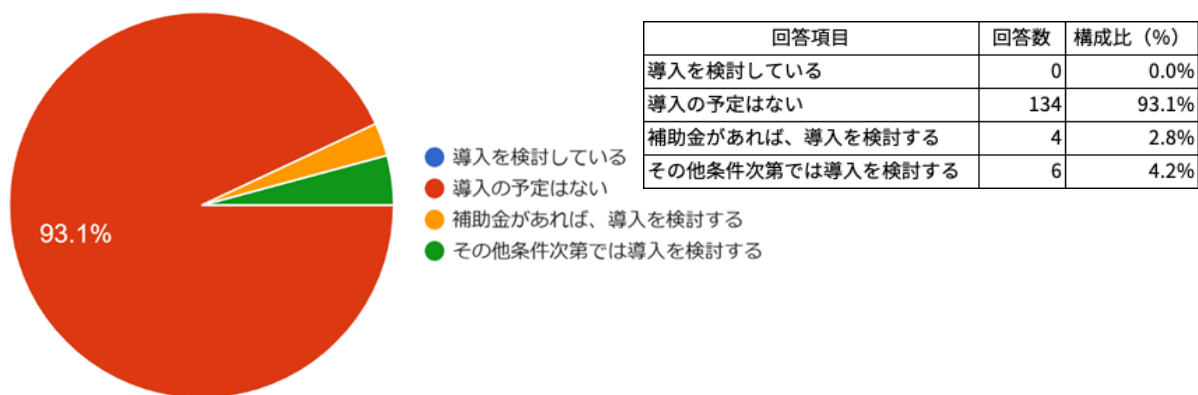 93.1%
導入を検討している
導入の予定はない
補助金があれば、導入を検討する
その他条件次第では導入を検討する
回答項目 回答数 構成比（%）
導入を検討している 0 0.0%
導入の予定はない 134 93.1%
補助金があれば、導入を検討する 4 2.8%
その他条件次第では導入を検討する 6 4.2%